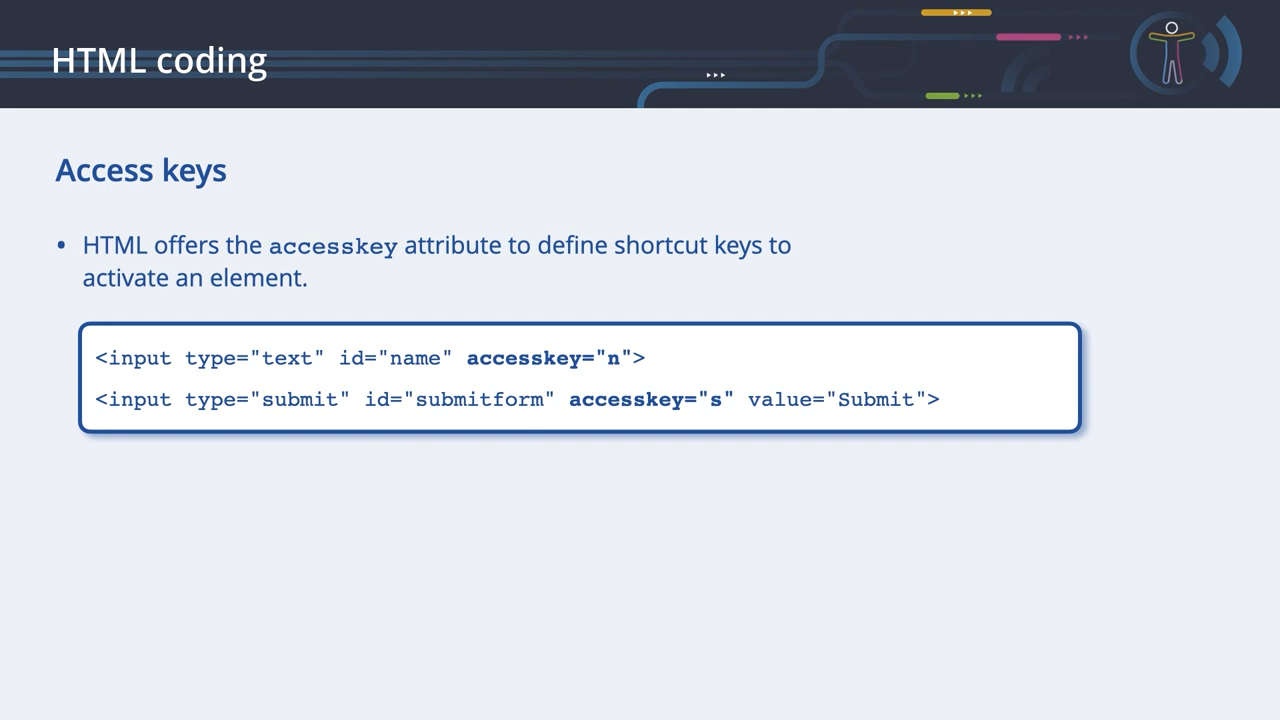 HTML coding
Access keys
• HTML offers the accesskey attribute to define shortcut keys to
activate an element.
<input type="text" id="name" accesskey="n">
<input type="submit" id="submitform" accesskey="s" value="Submit">